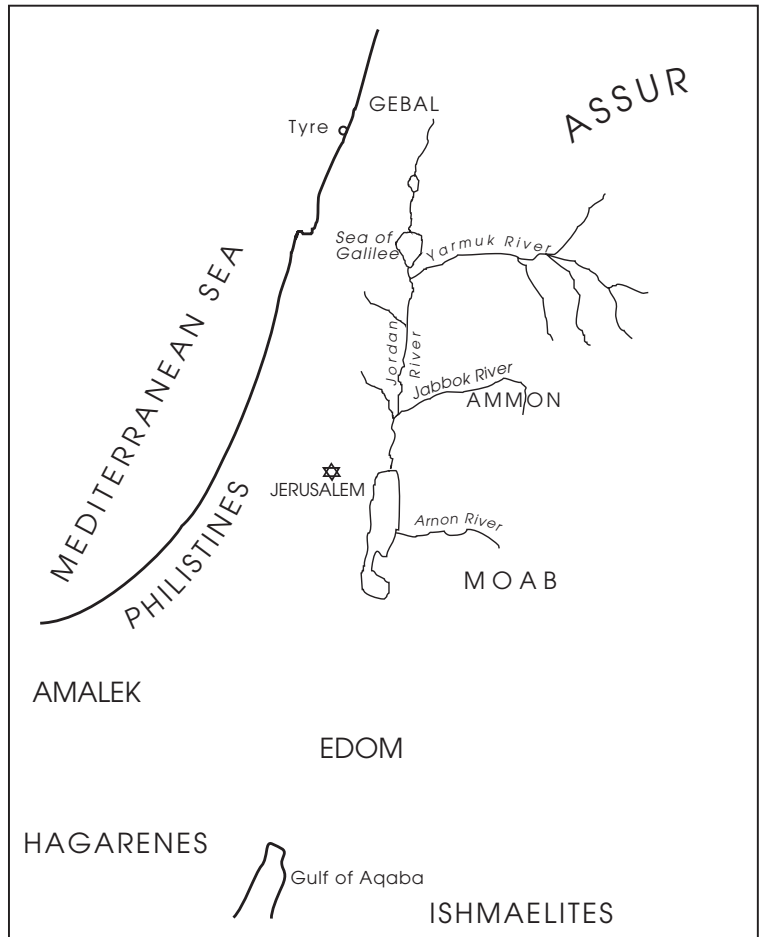 GEBAL
ASSUR
Tyre
Sea of
Galilee
Yarmuk River
MEDITERRANEAN SEA
Jordan
River
Jabbok River
AMMON
JERUSALEM
PHILISTINES
Arnon River
MOAB
AMALEK
EDOM
HAGARENES
Gulf of Aqaba
ISHMAELITES